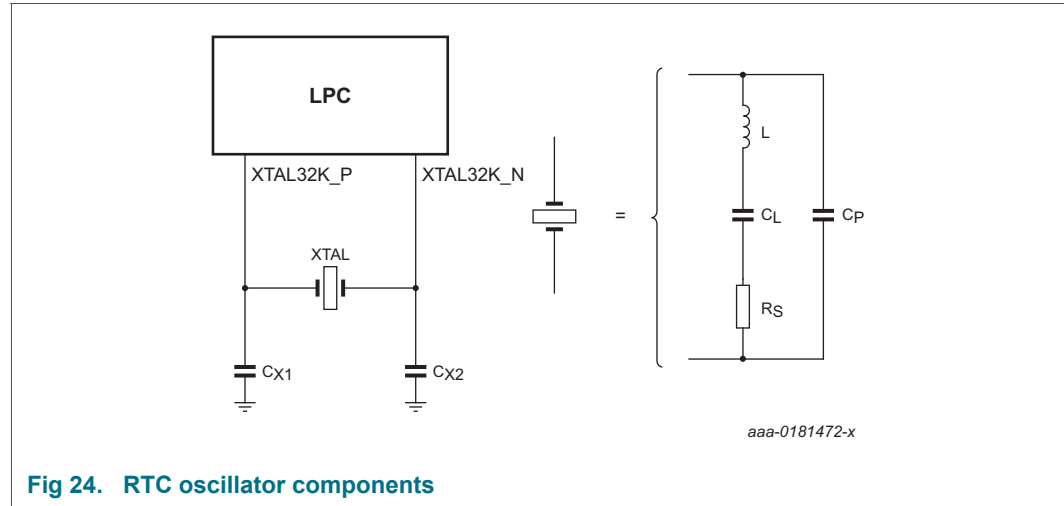 LPC
XTAL32K_P
XTAL32K_N
XTAL
CX1
CX2
=
L
CL
CP
RS
aaa-0181472-x
Fig 24. RTC oscillator components